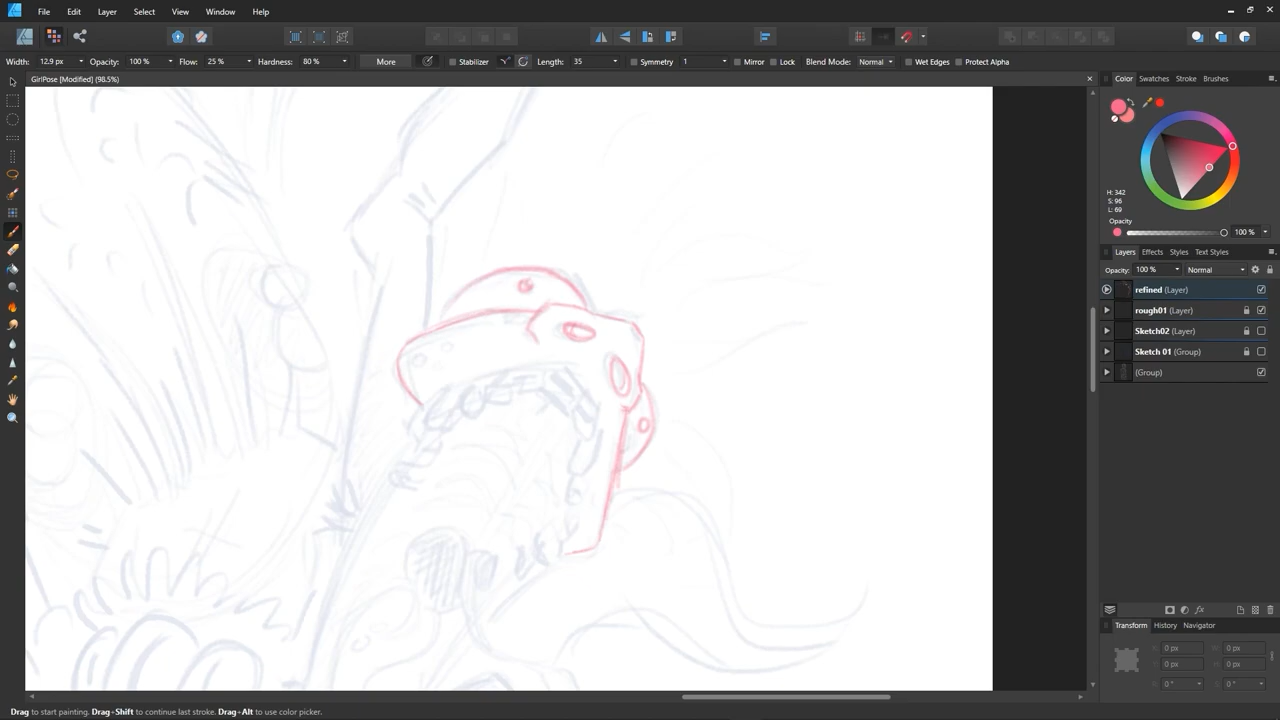 File Edit Layer Select View Window Help
Width: 12.9 px Opacity: 100 % Flow: 25 % Hardness: 80 % More Stabilizer Length: 35 Symmetry 1 Mirror Lock Blend Mode: Normal Wet Edges Protect Alpha
GirlPose [Modified] (98.5%)
Color Swatches Stroke Brushes
H: 342
S: 96
L: 69
Opacity
100 %
Layers Effects Styles Text Styles
Opacity: 100 % Normal
refined (Layer)
rough01 (Layer)
Sketch02 (Layer)
Sketch 01 (Group)
(Group)
Transform History Navigator
X: 0 px W: 0 px
Y: 0 px H: 0 px
R: 0 ° S: 0 °
Drag to start painting. Drag+Shift to continue last stroke. Drag+Alt to use color picker.